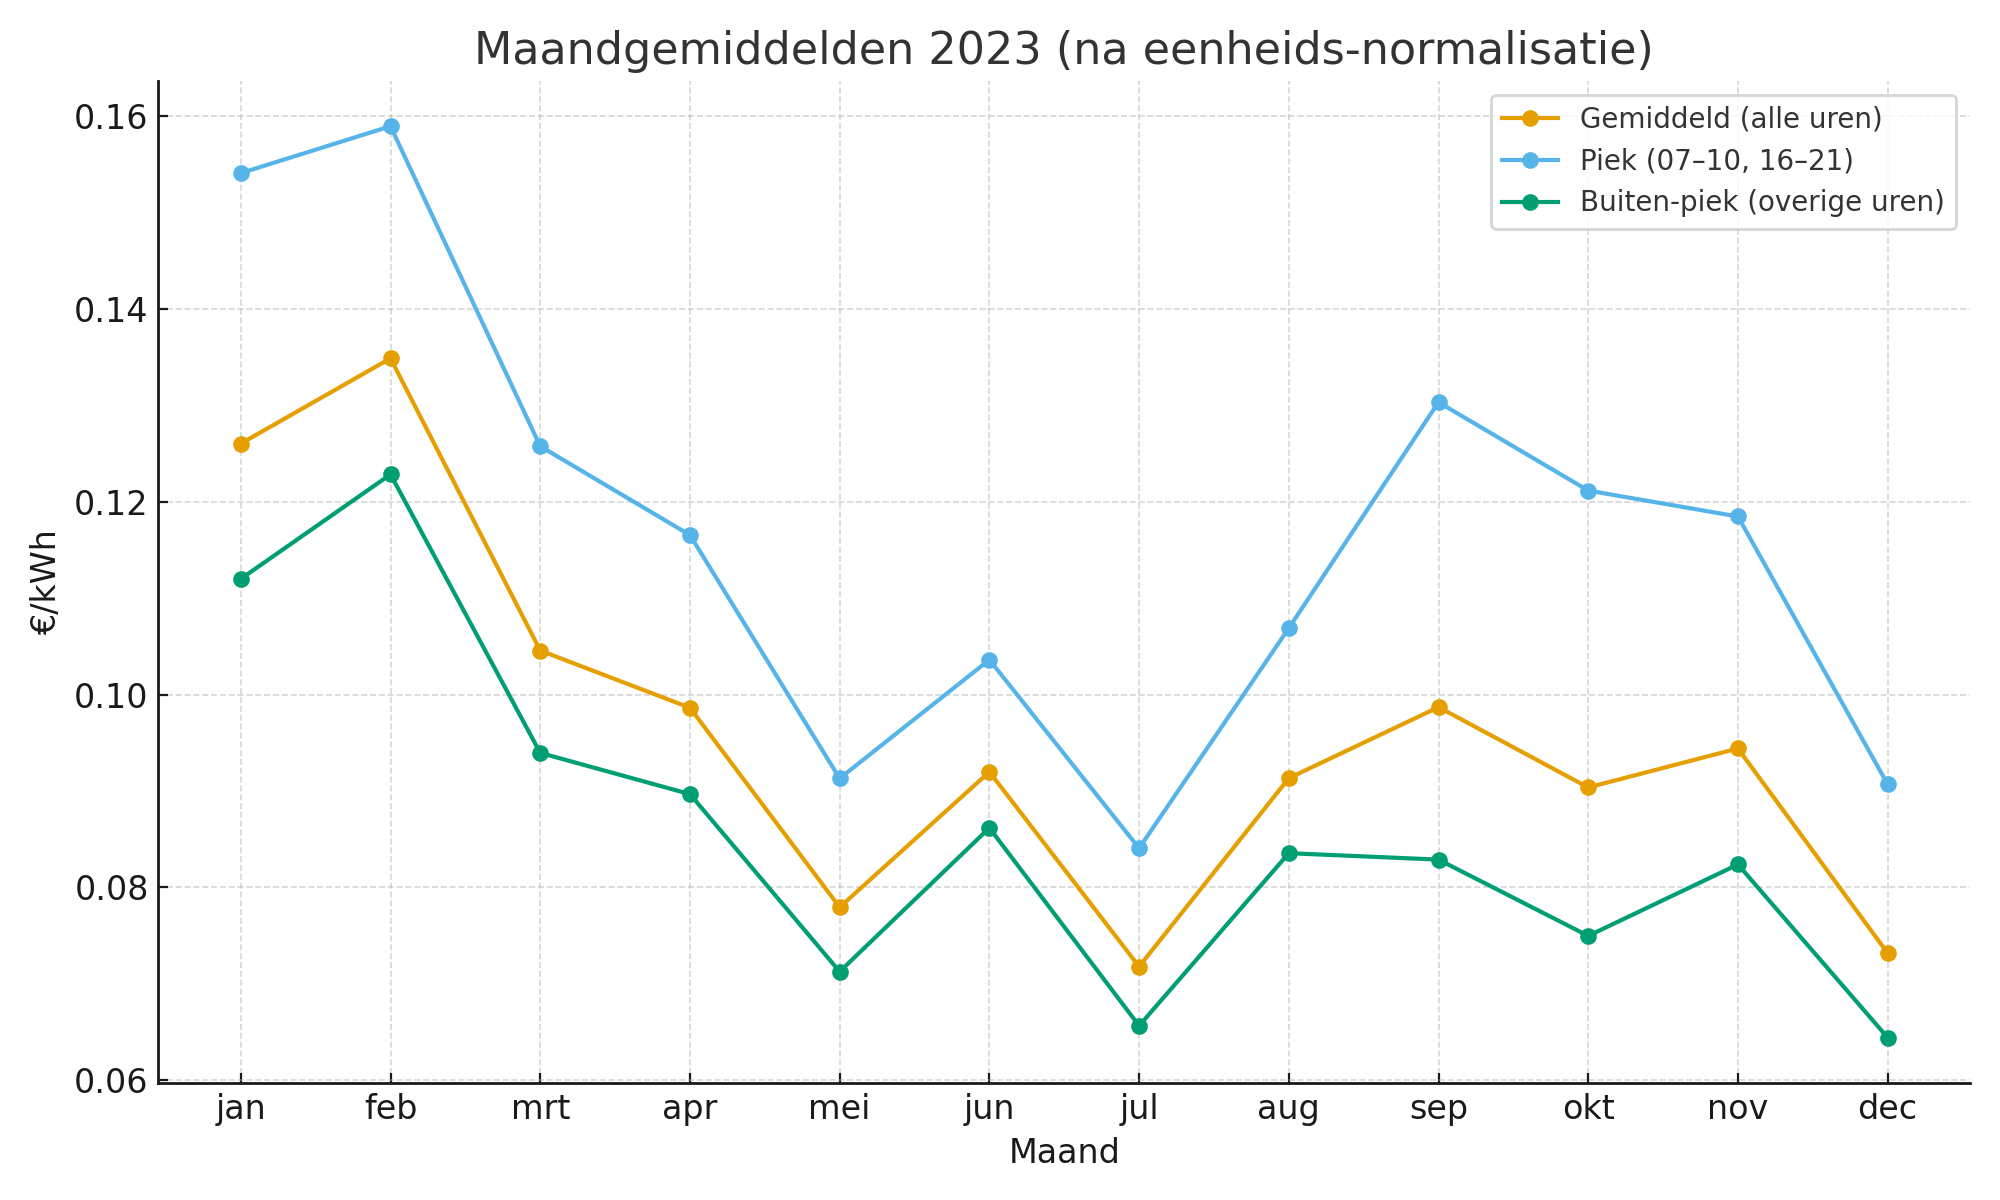 Maandgemiddelden 2023 (na eenheids-normalisatie)
Gemiddeld (alle uren)
Piek (07–10, 16–21)
Buiten-piek (overige uren)
€/kWh
0.16
0.14
0.12
0.10
0.08
0.06
jan feb mrt apr mei jun jul aug sep okt nov dec
Maand